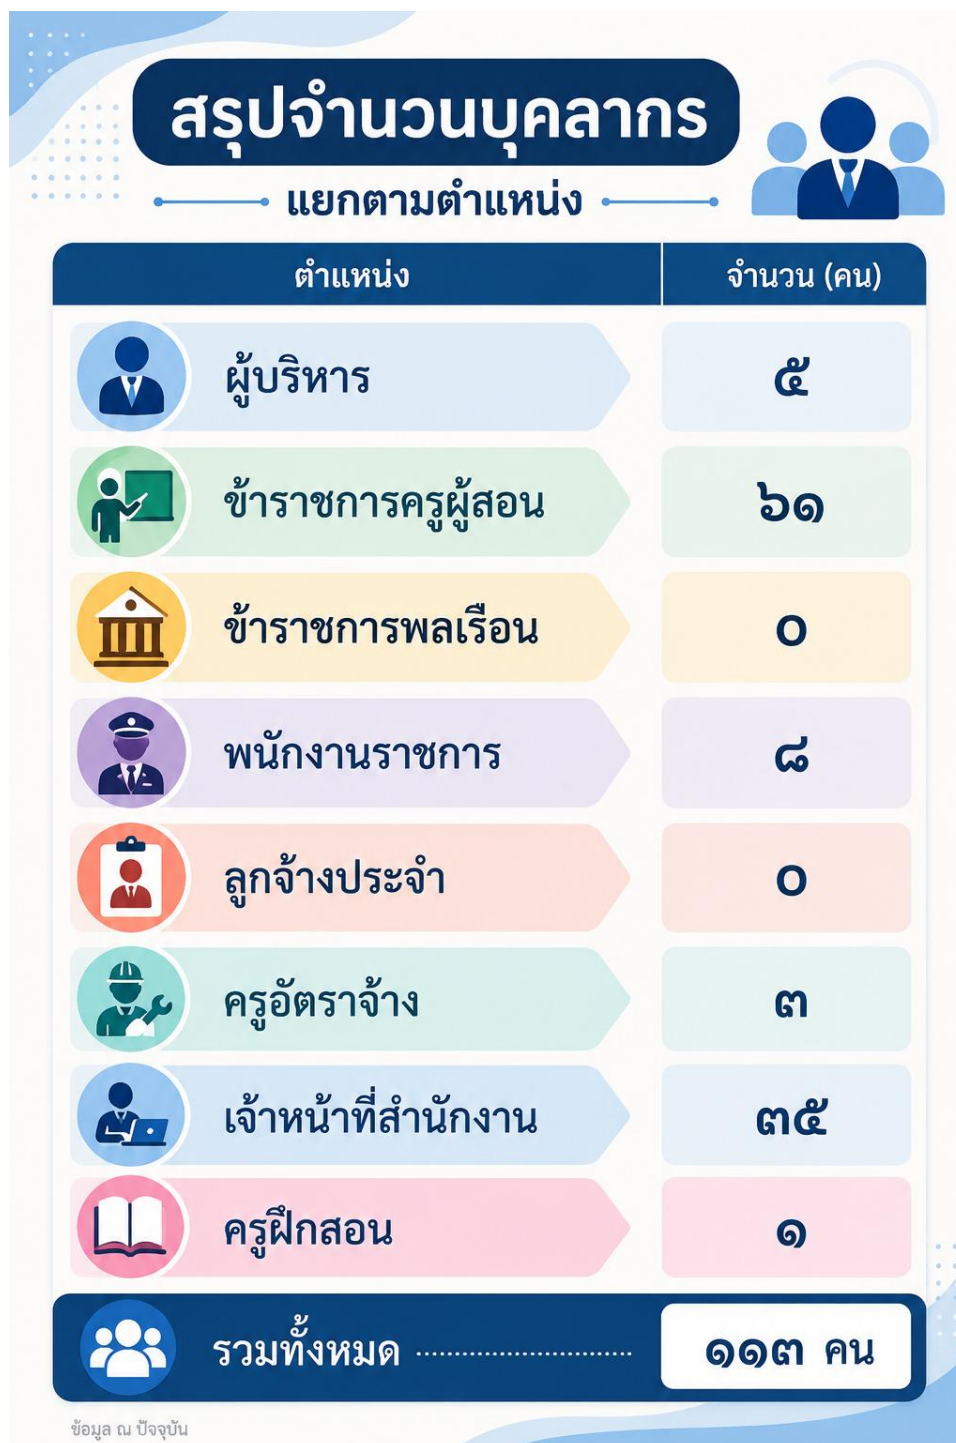 สรุปจำนวนบุคลากร
แยกตามตำแหน่ง
ตำแหน่ง จำนวน (คน)
ผู้บริหาร ๕
ข้าราชการครูผู้สอน ๖๑
ข้าราชการพลเรือน ๐
พนักงานราชการ ๘
ลูกจ้างประจำ ๐
ครูอัตราจ้าง ๓
เจ้าหน้าที่สำนักงาน ๓๕
ครูฝึกสอน ๑
รวมทั้งหมด ........................... ๑๑๓ คน
ข้อมูล ณ ปัจจุบัน